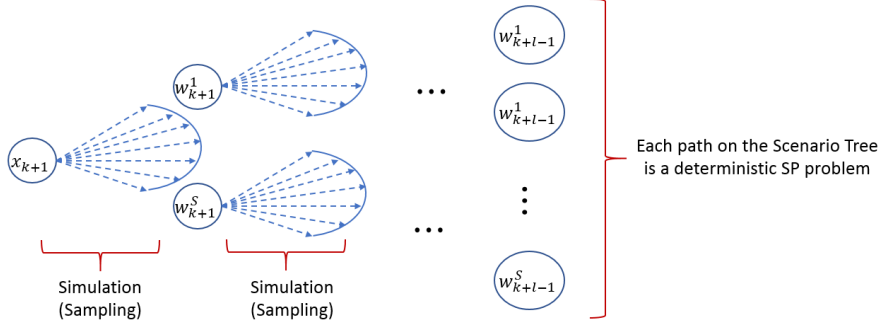 w^1_{k+l-1}
w^1_{k+1}
...
w^1_{k+l-1}
x_{k+1}
Each path on the Scenario Tree
is a deterministic SP problem
w^S_{k+1}
...
⋮
w^S_{k+l-1}
Simulation
(Sampling)
Simulation
(Sampling)